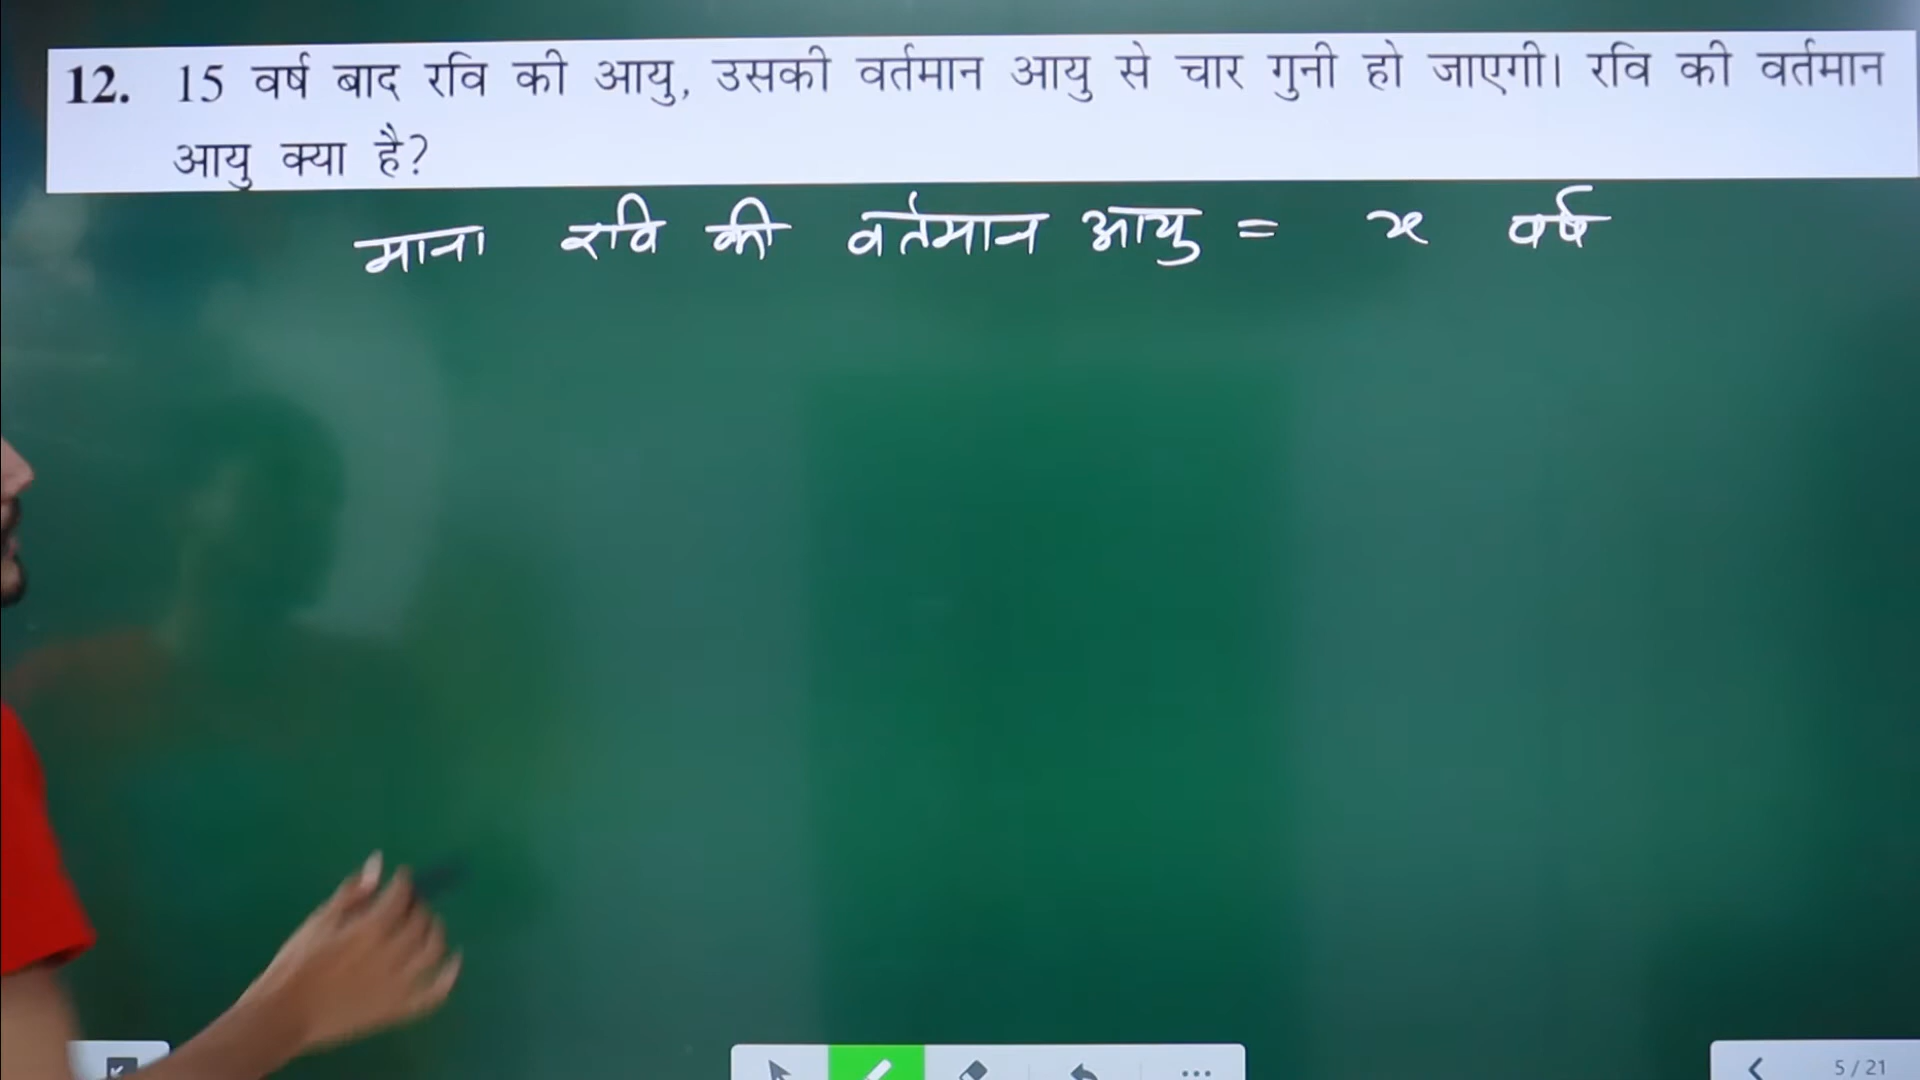 12. 15 वर्ष बाद रवि की आयु, उसकी वर्तमान आयु से चार गुनी हो जाएगी। रवि की वर्तमान
आयु क्या है?
माना रवि की वर्तमान आयु = x वर्ष
5 / 21